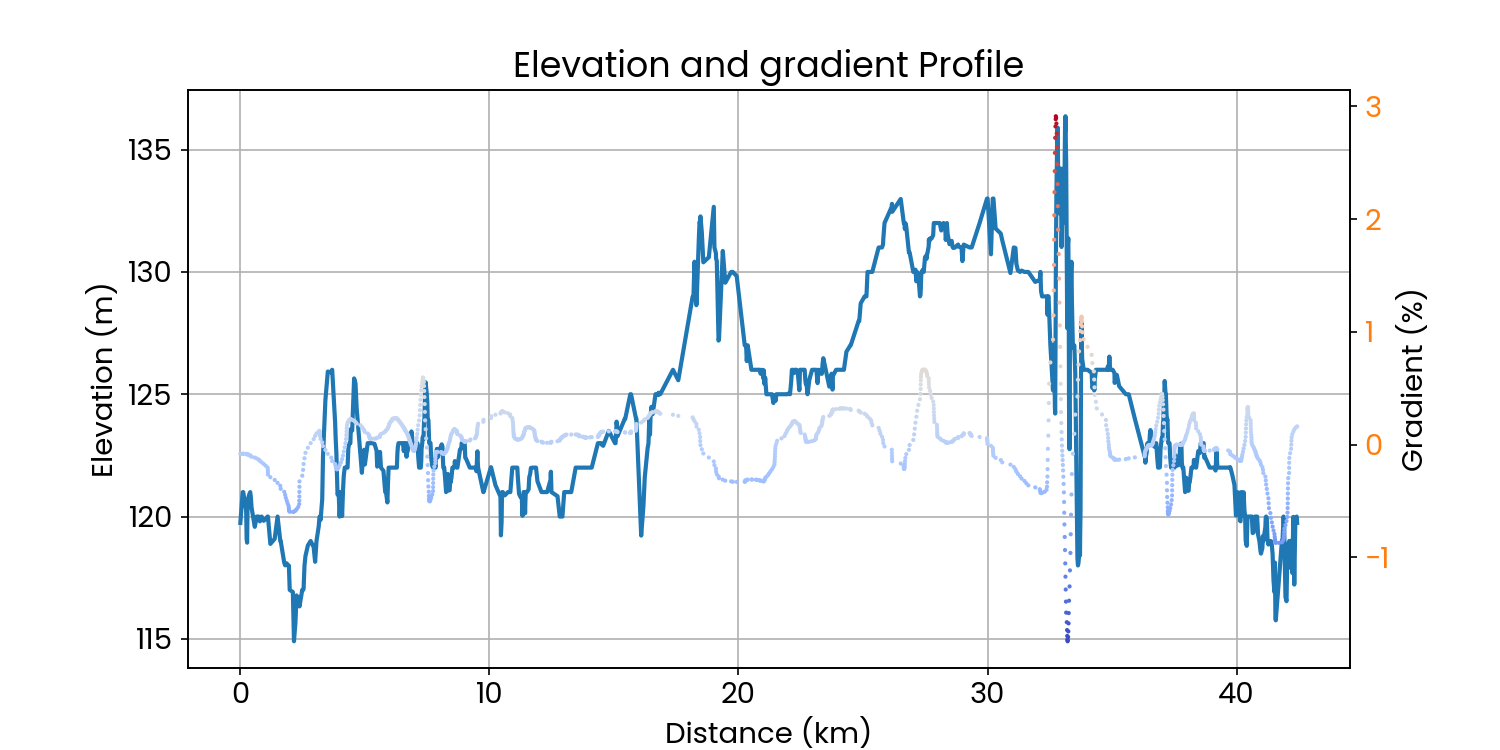 Elevation and gradient Profile
Elevation (m)
135
130
125
120
115
0 10 20 30 40
Distance (km)
3
2
1
0
−1
Gradient (%)